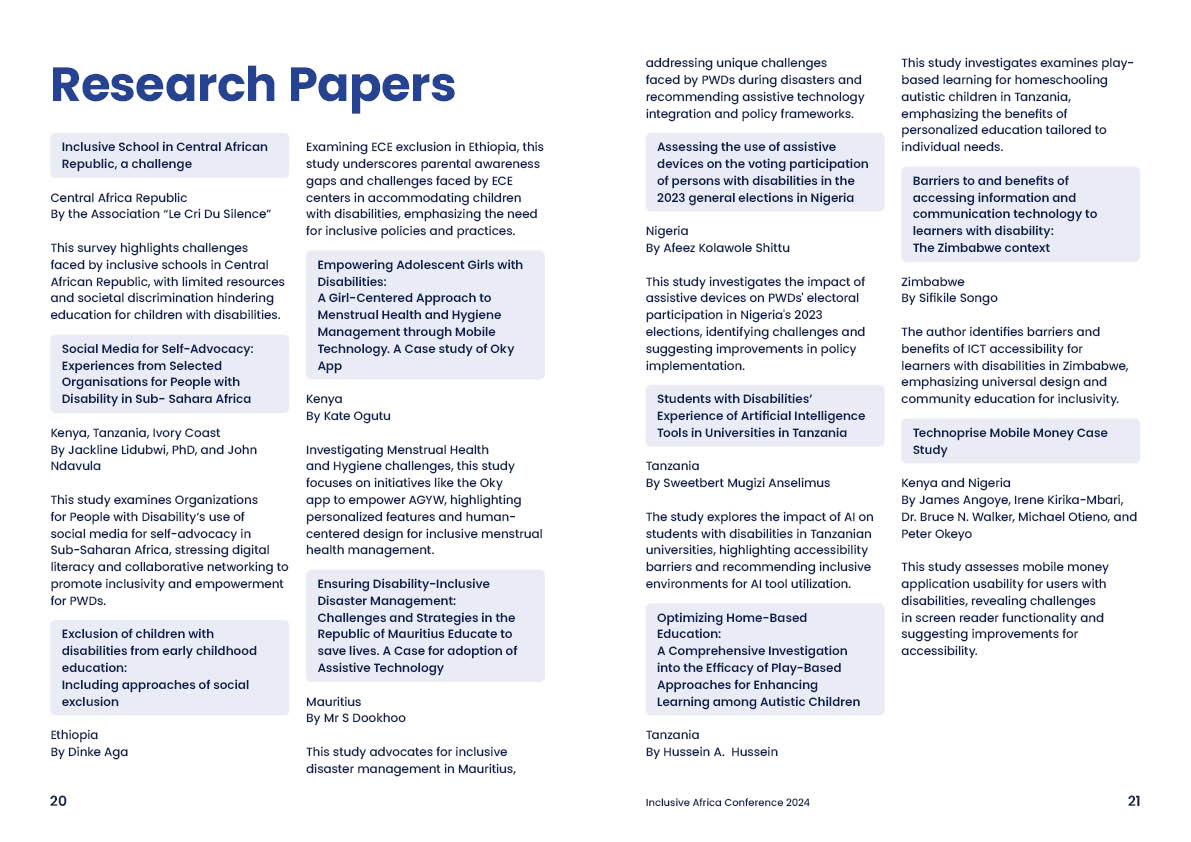 Research Papers
Inclusive School in Central African
Republic, a challenge
Central Africa Republic
By the Association “Le Cri Du Silence”
This survey highlights challenges
faced by inclusive schools in Central
African Republic, with limited resources
and societal discrimination hindering
education for children with disabilities.
Social Media for Self-Advocacy:
Experiences from Selected
Organisations for People with
Disability in Sub- Sahara Africa
Kenya, Tanzania, Ivory Coast
By Jackline Lidubwi, PhD, and John
Ndavula
This study examines Organizations
for People with Disability’s use of
social media for self-advocacy in
Sub-Saharan Africa, stressing digital
literacy and collaborative networking to
promote inclusivity and empowerment
for PWDs.
Exclusion of children with
disabilities from early childhood
education:
Including approaches of social
exclusion
Ethiopia
By Dinke Aga
Examining ECE exclusion in Ethiopia, this
study underscores parental awareness
gaps and challenges faced by ECE
centers in accommodating children
with disabilities, emphasizing the need
for inclusive policies and practices.
Empowering Adolescent Girls with
Disabilities:
A Girl-Centered Approach to
Menstrual Health and Hygiene
Management through Mobile
Technology. A Case study of Oky
App
Kenya
By Kate Ogutu
Investigating Menstrual Health
and Hygiene challenges, this study
focuses on initiatives like the Oky
app to empower AGYW, highlighting
personalized features and human-
centered design for inclusive menstrual
health management.
Ensuring Disability-Inclusive
Disaster Management:
Challenges and Strategies in the
Republic of Mauritius Educate to
save lives. A Case for adoption of
Assistive Technology
Mauritius
By Mr S Dookhoo
This study advocates for inclusive
disaster management in Mauritius,
20
addressing unique challenges
faced by PWDs during disasters and
recommending assistive technology
integration and policy frameworks.
Assessing the use of assistive
devices on the voting participation
of persons with disabilities in the
2023 general elections in Nigeria
Nigeria
By Afeez Kolawole Shittu
This study investigates the impact of
assistive devices on PWDs' electoral
participation in Nigeria's 2023
elections, identifying challenges and
suggesting improvements in policy
implementation.
Students with Disabilities’
Experience of Artificial Intelligence
Tools in Universities in Tanzania
Tanzania
By Sweetbert Mugizi Anselimus
The study explores the impact of AI on
students with disabilities in Tanzanian
universities, highlighting accessibility
barriers and recommending inclusive
environments for AI tool utilization.
Optimizing Home-Based
Education:
A Comprehensive Investigation
into the Efficacy of Play-Based
Approaches for Enhancing
Learning among Autistic Children
Tanzania
By Hussein A. Hussein
This study investigates examines play-
based learning for homeschooling
autistic children in Tanzania,
emphasizing the benefits of
personalized education tailored to
individual needs.
Barriers to and benefits of
accessing information and
communication technology to
learners with disability:
The Zimbabwe context
Zimbabwe
By Sifikile Songo
The author identifies barriers and
benefits of ICT accessibility for
learners with disabilities in Zimbabwe,
emphasizing universal design and
community education for inclusivity.
Technoprise Mobile Money Case
Study
Kenya and Nigeria
By James Angoye, Irene Kirika-Mbari,
Dr. Bruce N. Walker, Michael Otieno, and
Peter Okeyo
This study assesses mobile money
application usability for users with
disabilities, revealing challenges
in screen reader functionality and
suggesting improvements for
accessibility.
Inclusive Africa Conference 2024
21